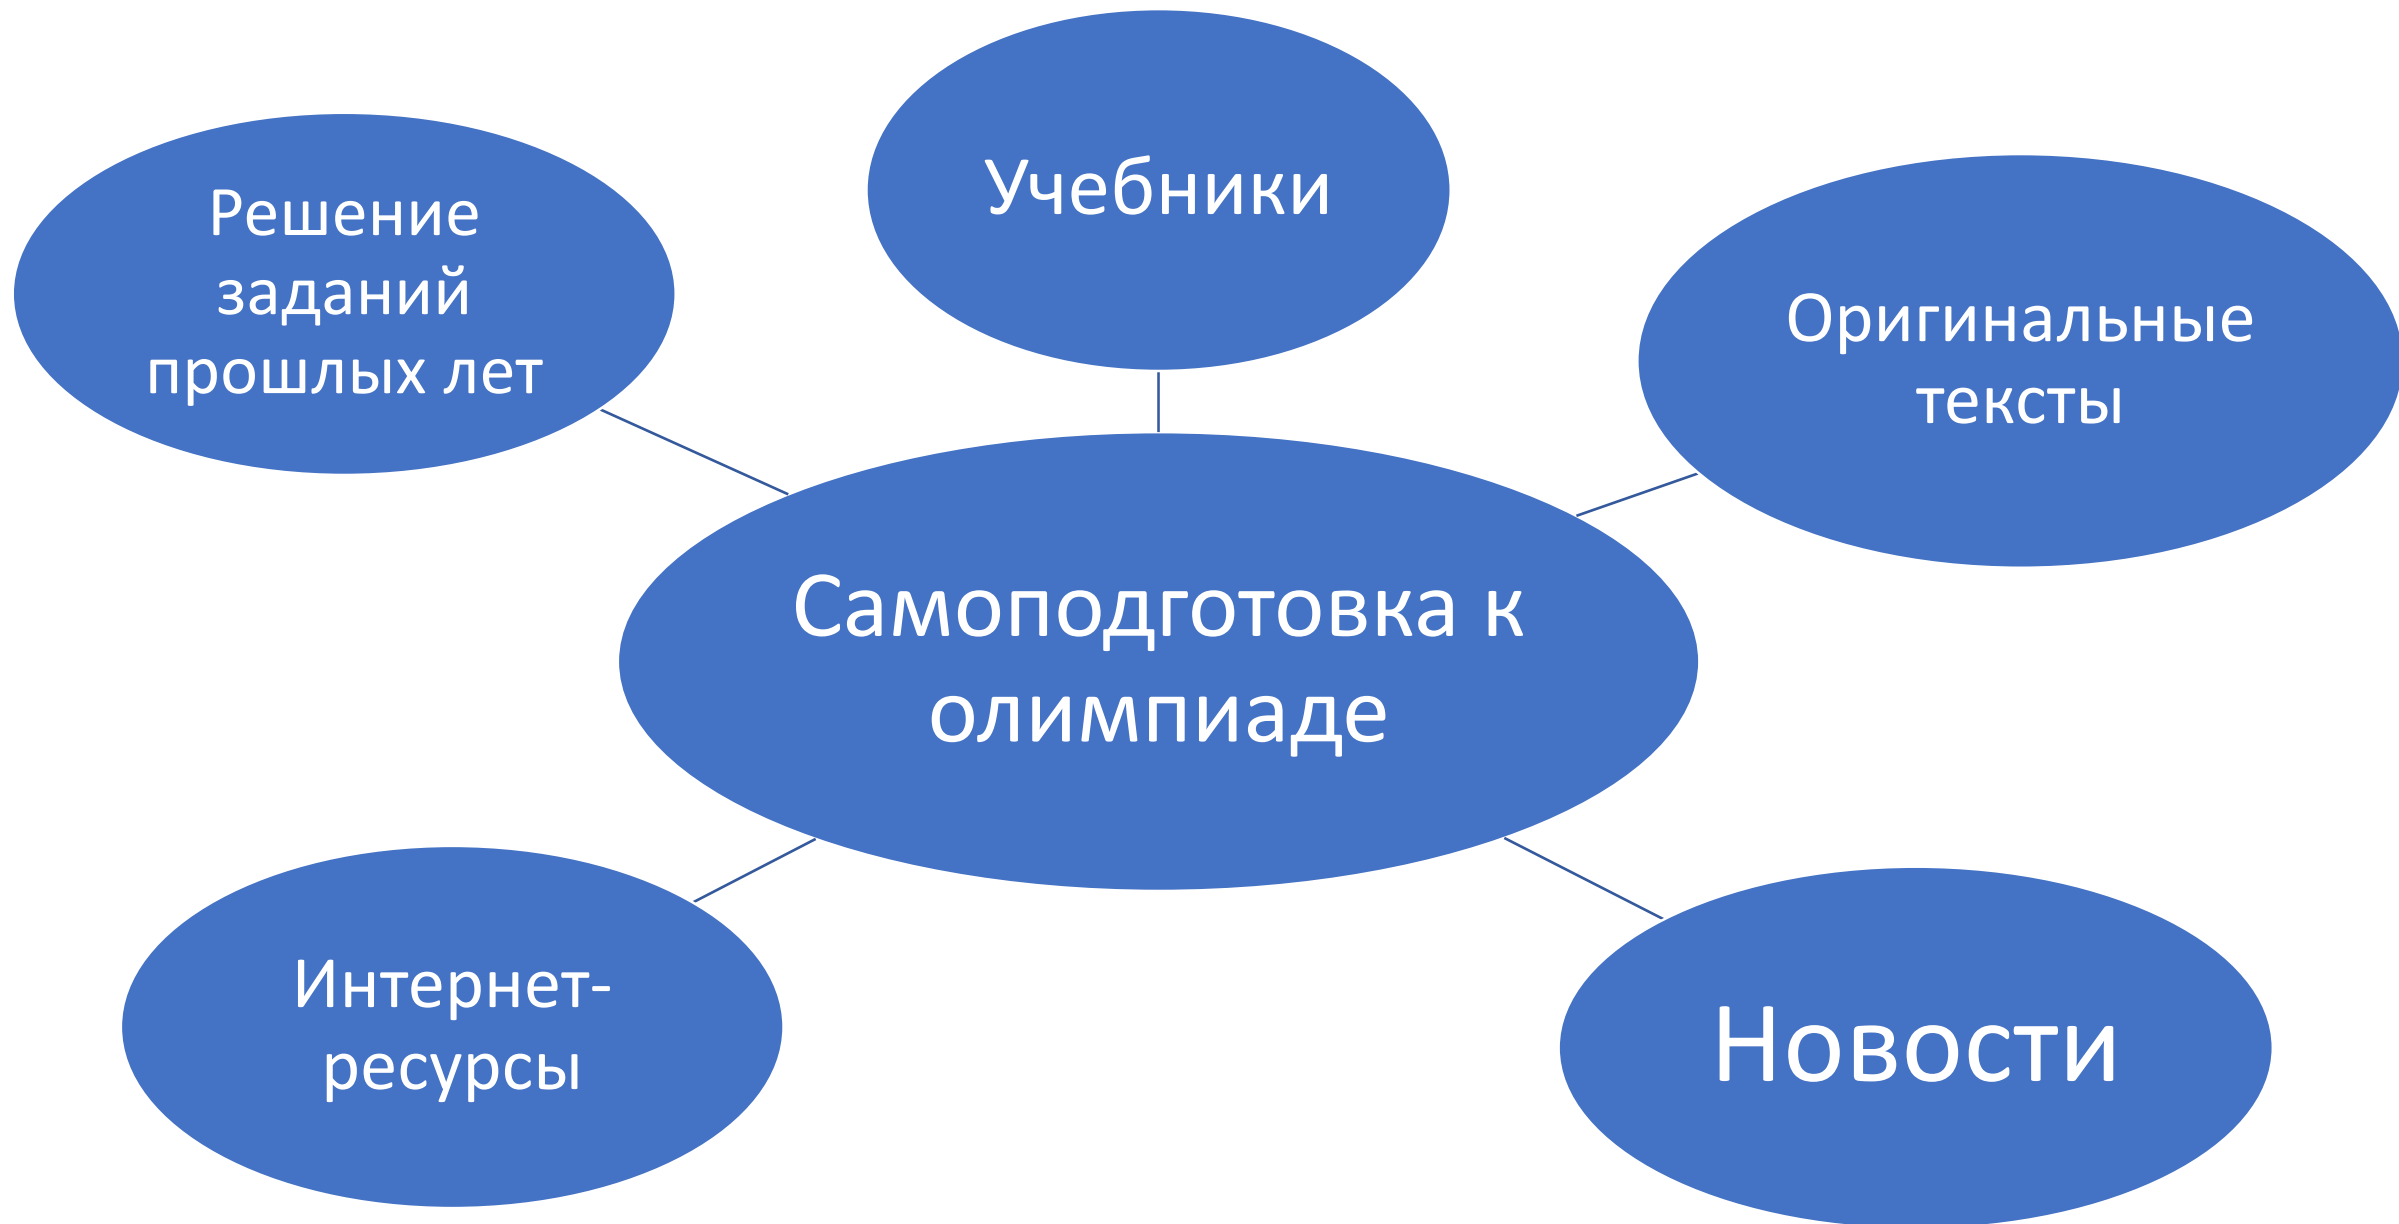 Учебники
Решение
заданий
прошлых лет
Оригинальные
тексты
Самоподготовка к
олимпиаде
Интернет-
ресурсы
Новости